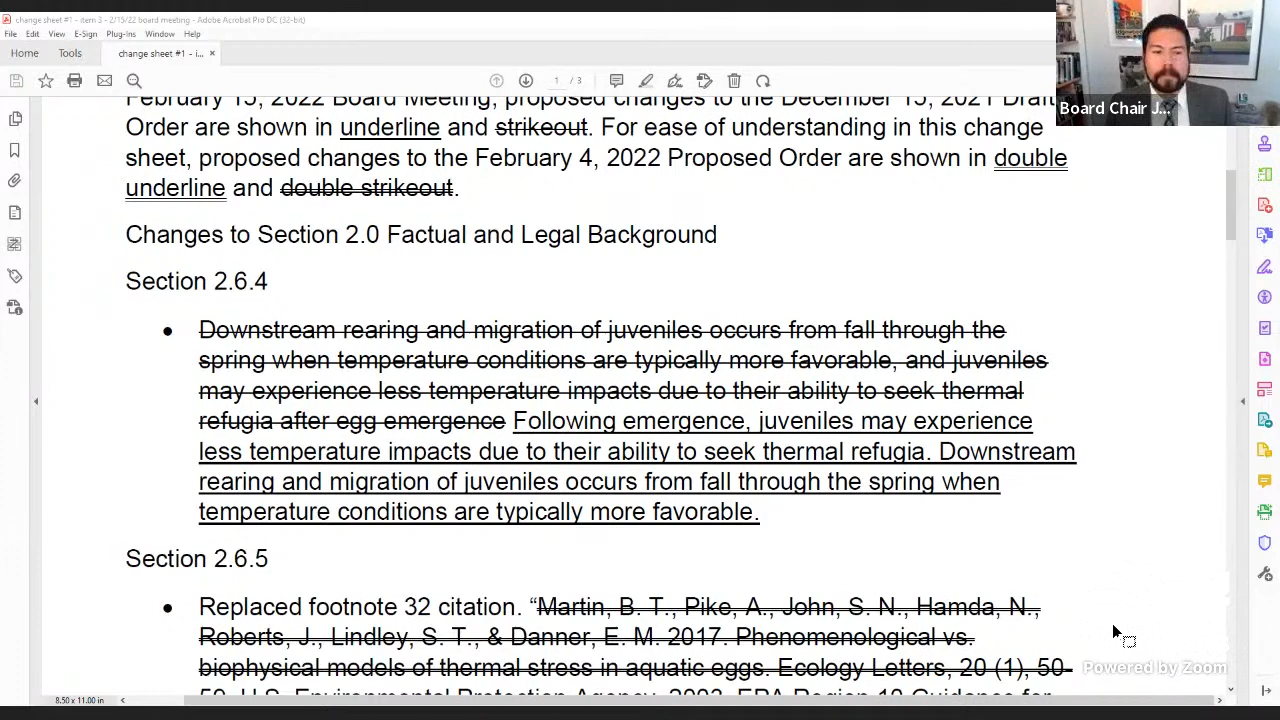 change sheet #1 - item 3 - 2/15/22 board meeting - Adobe Acrobat Pro DC (32-bit)
File Edit View E-Sign Plug-Ins Window Help
Home Tools change sheet #1 - i... ×
1 / 3
Board Chair J...
February 15, 2022 Board Meeting, proposed changes to the December 15, 2021 Draft
Order are shown in underline and strikeout. For ease of understanding in this change
sheet, proposed changes to the February 4, 2022 Proposed Order are shown in double
underline and double strikeout.
Changes to Section 2.0 Factual and Legal Background
Section 2.6.4
• Downstream rearing and migration of juveniles occurs from fall through the
spring when temperature conditions are typically more favorable, and juveniles
may experience less temperature impacts due to their ability to seek thermal
refugia after egg emergence Following emergence, juveniles may experience
less temperature impacts due to their ability to seek thermal refugia. Downstream
rearing and migration of juveniles occurs from fall through the spring when
temperature conditions are typically more favorable.
Section 2.6.5
• Replaced footnote 32 citation. “Martin, B. T., Pike, A., John, S. N., Hamda, N.,
Roberts, J., Lindley, S. T., & Danner, E. M. 2017. Phenomenological vs.
biophysical models of thermal stress in aquatic eggs. Ecology Letters, 20 (1), 50-
59. U.S. Environmental Protection Agency. 2003. EPA Region 10 Guidance for
Powered by Zoom
8.50 x 11.00 in